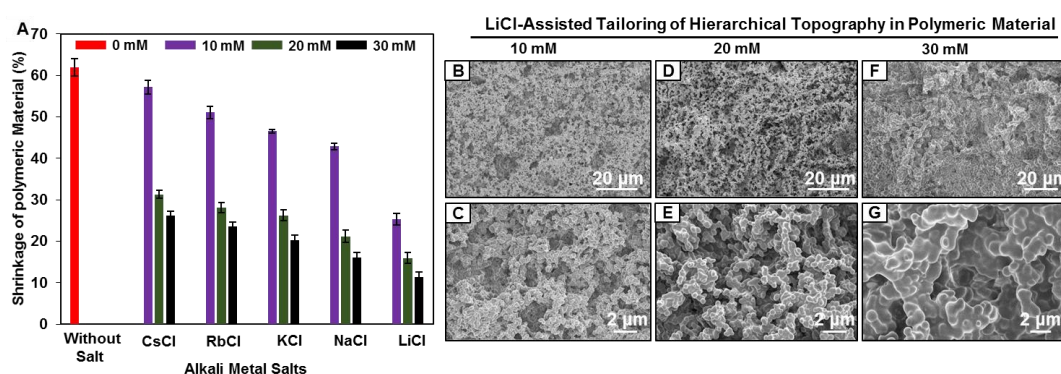 A
70
60
50
40
30
20
10
0
Shrinkage of polymeric Material (%)
0 mM 10 mM 20 mM 30 mM
Without Salt CsCl RbCl KCl NaCl LiCl
Alkali Metal Salts
LiCl-Assisted Tailoring of Hierarchical Topography in Polymeric Material
10 mM 20 mM 30 mM
B D F
20 µm 20 µm 20 µm
C E G
2 µm 2 µm 2 µm